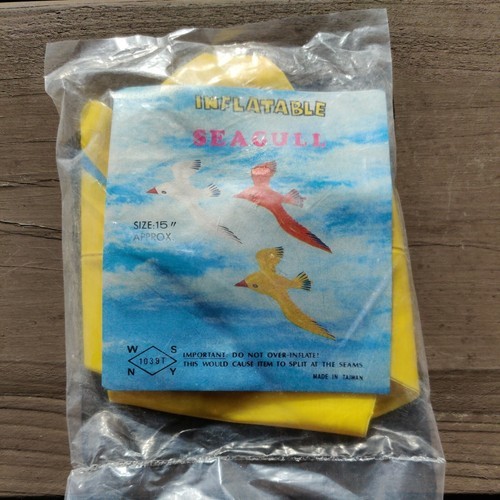 INFLATABLE
SEAGULL
SIZE: 15"
APPROX
W S
1039T
N Y
IMPORTANT: DO NOT OVER-INFLATE!
THIS WOULD CAUSE ITEM TO SPLIT AT THE SEAMS
MADE IN TAIWAN